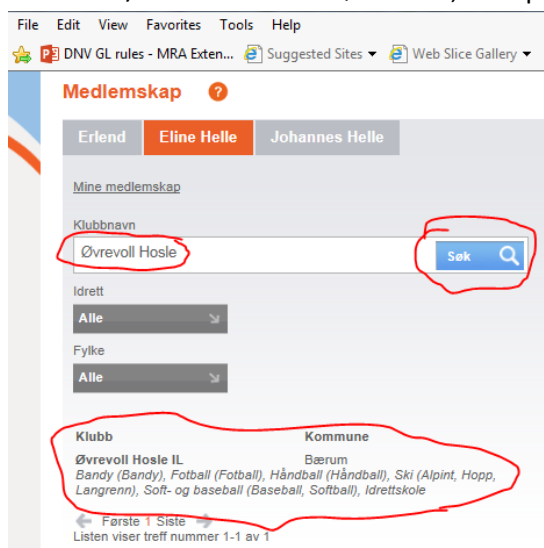 File Edit View Favorites Tools Help
DNV GL rules - MRA Exten... Suggested Sites Web Slice Gallery
Medlemskap ?
Erlend Eline Helle Johannes Helle
Mine medlemskap
Klubbnavn
Øvrevoll Hosle Søk
Idrett
Alle
Fylke
Alle
Klubb Kommune
Øvrevoll Hosle IL Bærum
Bandy (Bandy), Fotball (Fotball), Håndball (Håndball), Ski (Alpint, Hopp,
Langrenn), Soft- og baseball (Baseball, Softball), Idrettskole
Første 1 Siste
Listen viser treff nummer 1-1 av 1